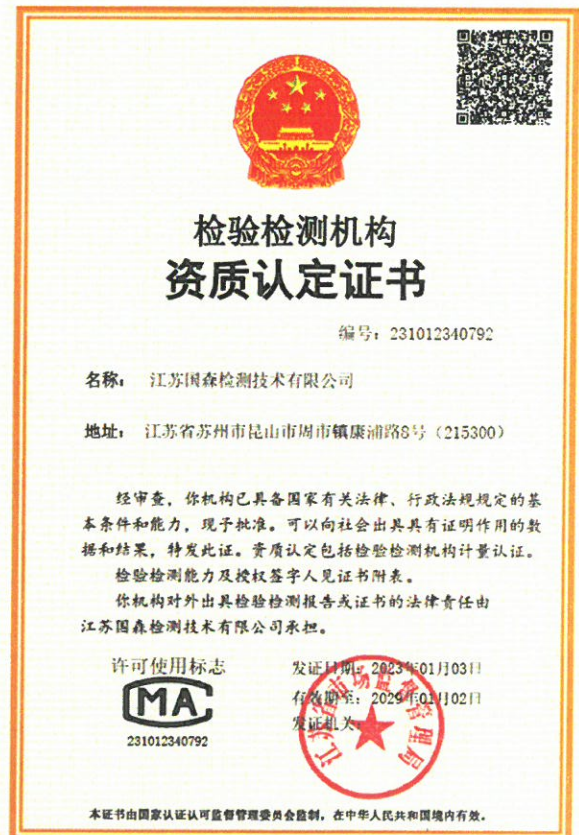 检验检测机构
资质认定证书
编号：231012340792
名称：江苏国森检测技术有限公司
地址：江苏省苏州市昆山市周市镇康浦路8号（215300）
经审查，你机构已具备国家有关法律、行政法规规定的基
本条件和能力，现予批准。可以向社会出具具有证明作用的数
据和结果，特发此证。资质认定包括检验检测机构计量认证。
检验检测能力及授权签字人见证书附表。
你机构对外出具检验检测报告或证书的法律责任由
江苏国森检测技术有限公司承担。
许可使用标志
MA
231012340792
发证日期：2023年01月03日
有效期至：2029年01月02日
发证机关：
江苏省市场监督管理局
本证书由国家认证认可监督管理委员会监制，在中华人民共和国境内有效。